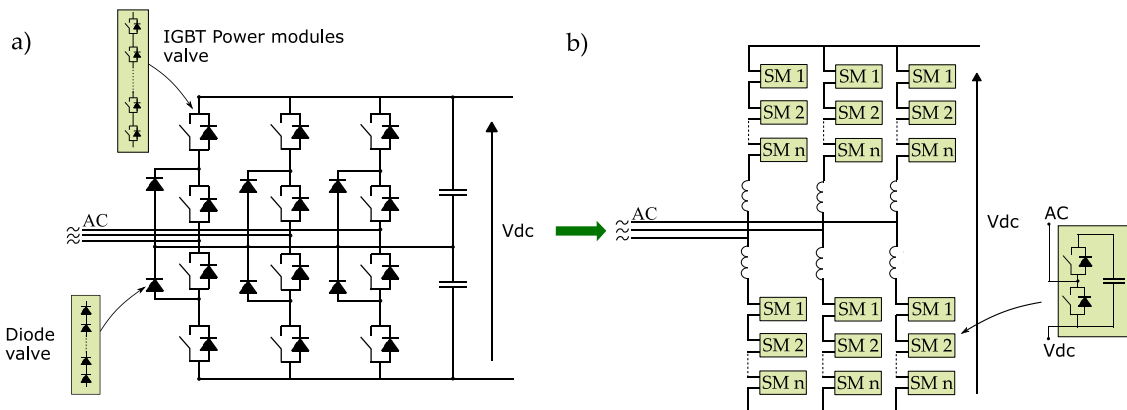 a)
IGBT Power modules
valve
AC
Vdc
Diode
valve
b)
SM 1 SM 1 SM 1
SM 2 SM 2 SM 2
SM n SM n SM n
AC
Vdc
SM 1 SM 1 SM 1
SM 2 SM 2 SM 2
SM n SM n SM n
AC
Vdc